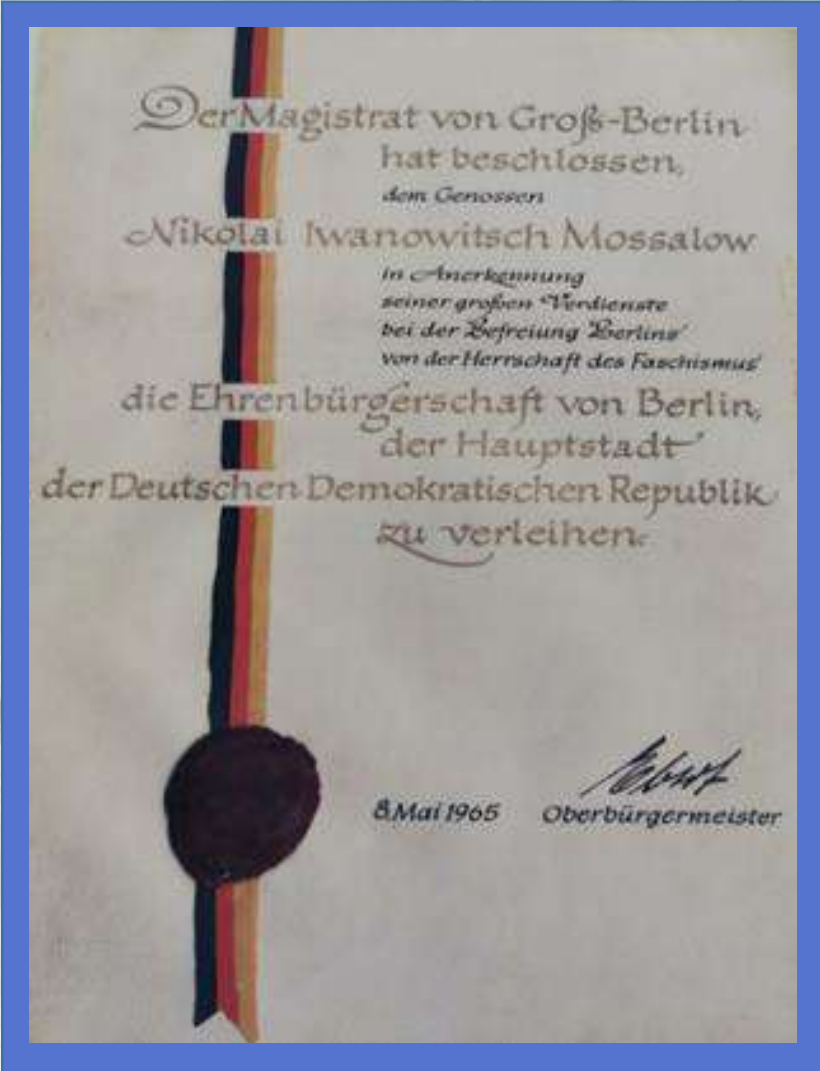 Der Magistrat von Groß-Berlin
hat beschlossen,
dem Genossen
Nikolai Iwanowitsch Mossalow
in Anerkennung
seiner großen Verdienste
bei der Befreiung Berlins
von der Herrschaft des Faschismus
die Ehrenbürgerschaft von Berlin,
der Hauptstadt
der Deutschen Demokratischen Republik
zu verleihen.
Ebert
8. Mai 1965 Oberbürgermeister